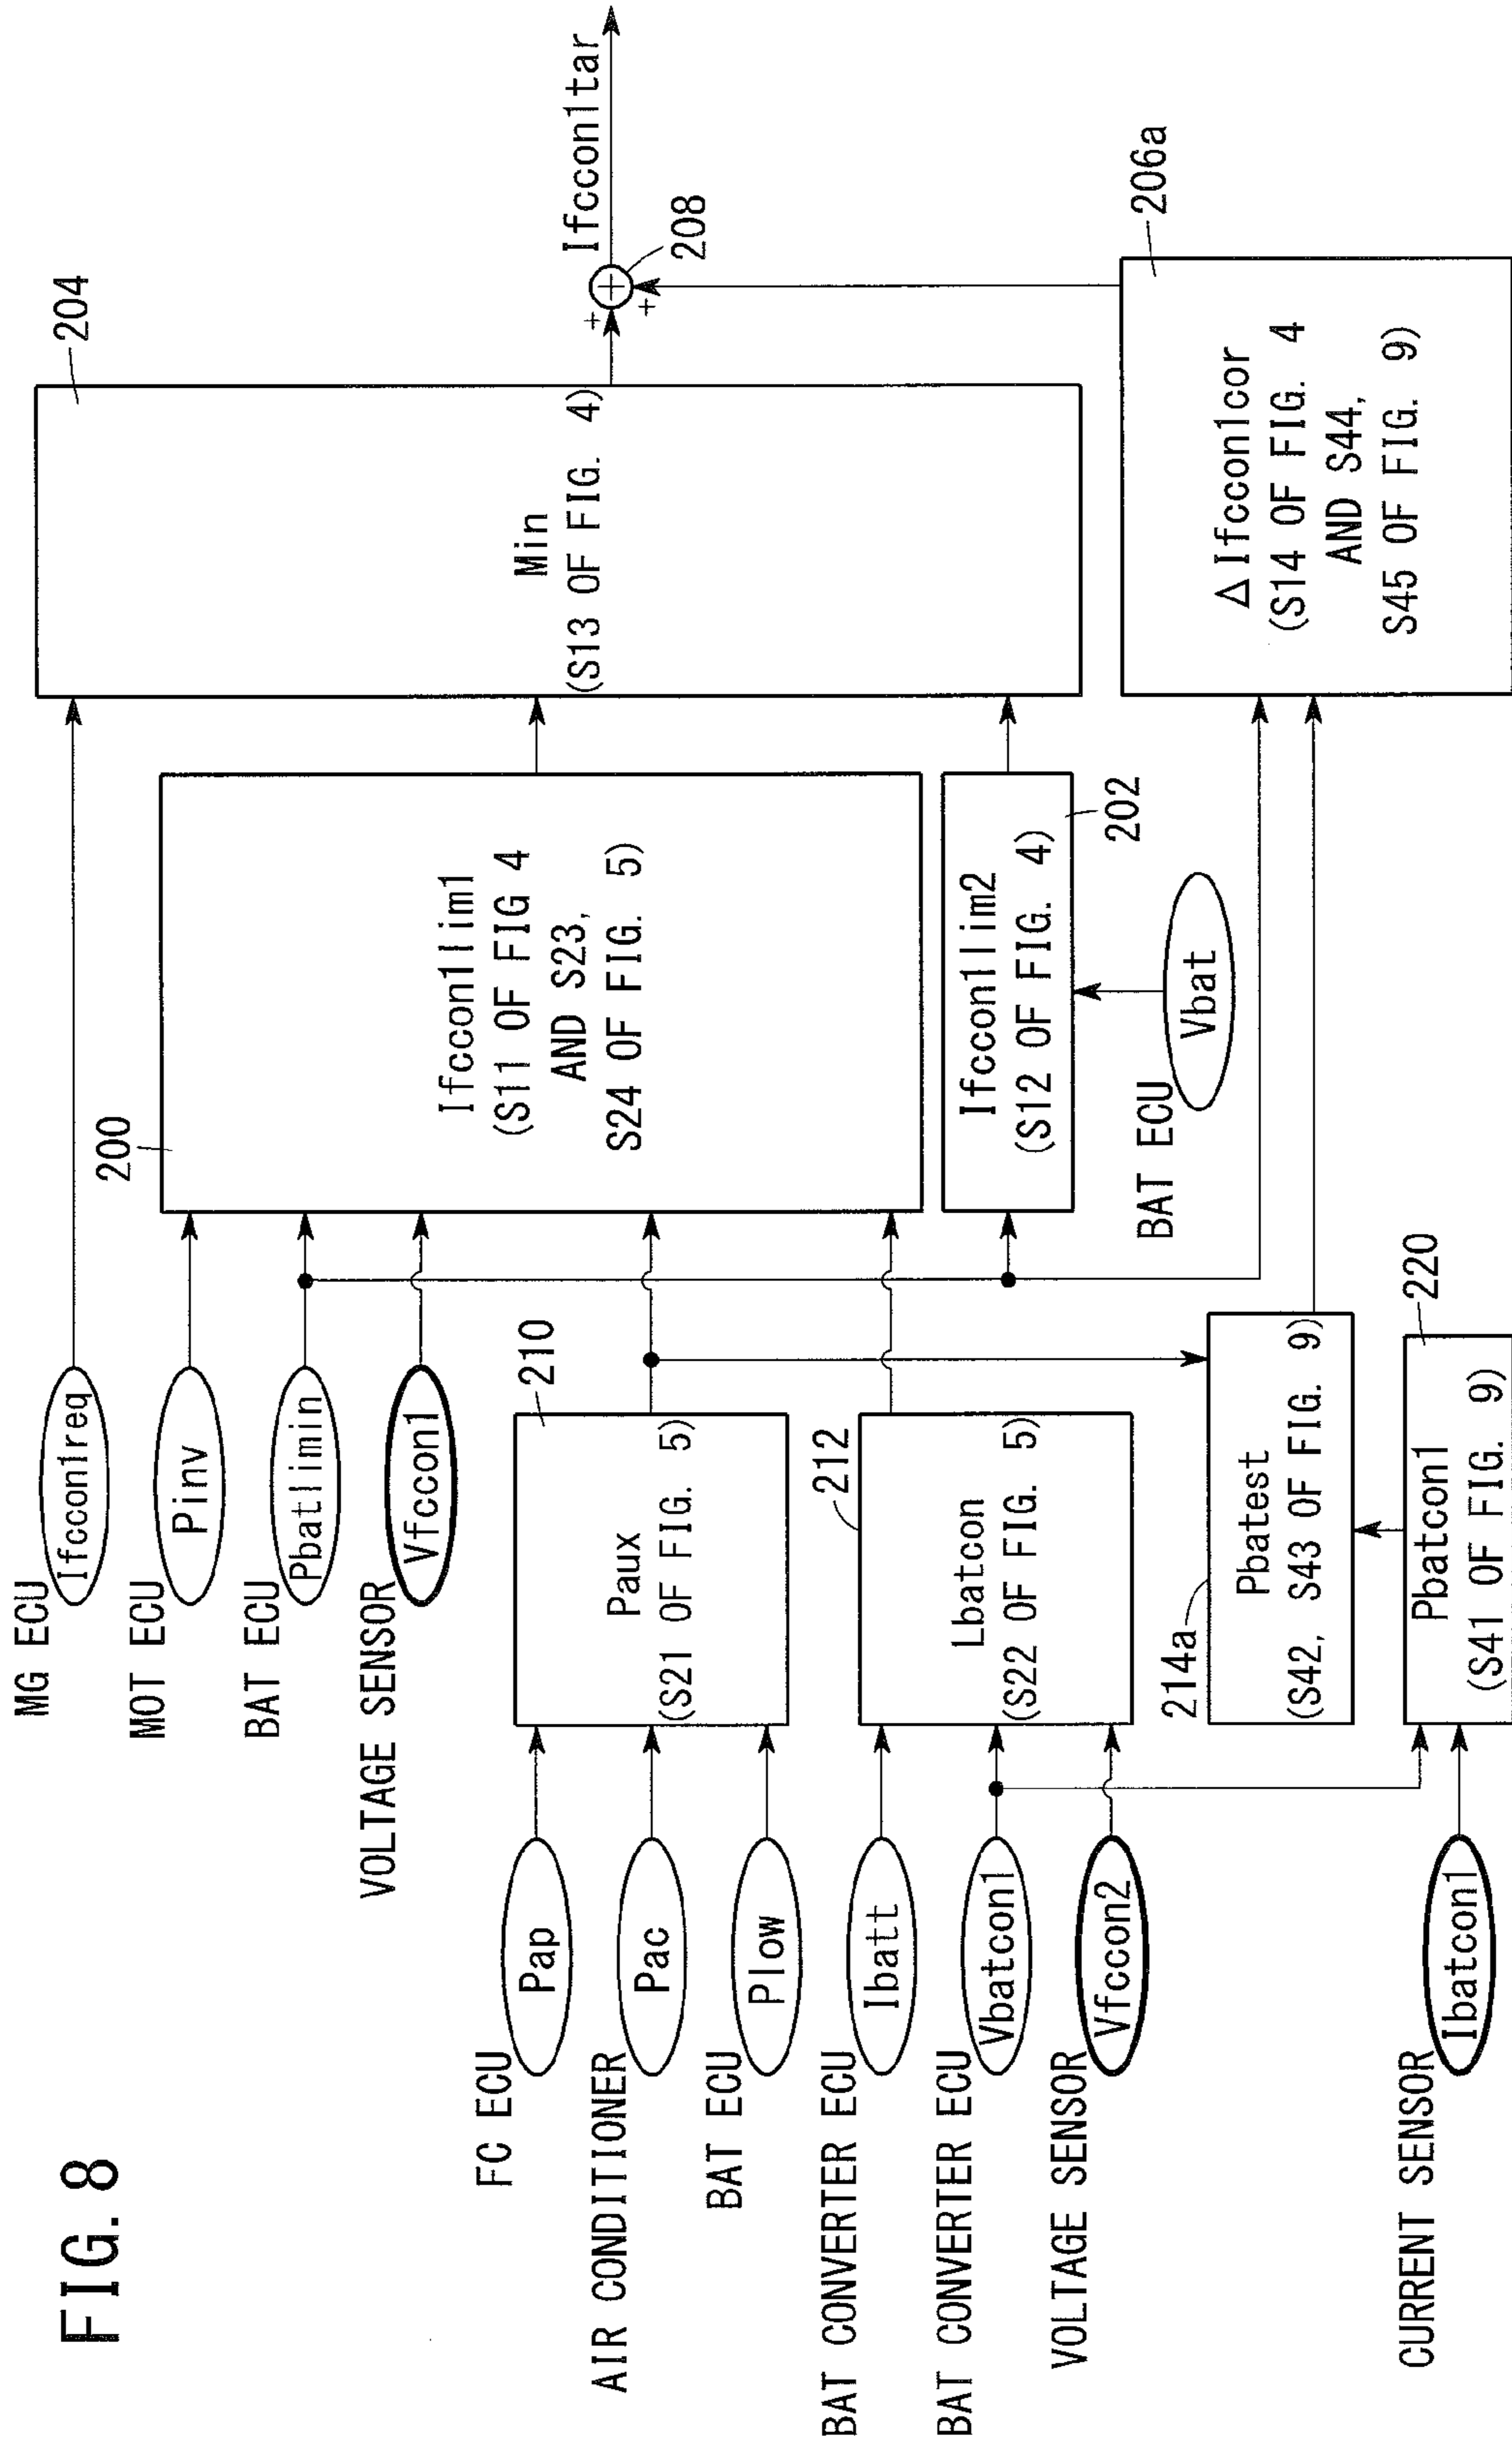 FIG. 8
MG ECU
Ifccon1req
MOT ECU
Pinv
BAT ECU
Pbatlimin
VOLTAGE SENSOR
Vfccon1
FC ECU
Pap
AIR CONDITIONER
Pac
BAT ECU
Plow
BAT CONVERTER ECU
Ibatt
BAT CONVERTER ECU
Vbatcon1
VOLTAGE SENSOR
Vfccon2
CURRENT SENSOR
Ibatcon1
210
Paux
(S21 OF FIG. 5)
212
Lbatcon
(S22 OF FIG. 5)
214a
Pbatest
(S42, S43 OF FIG. 9)
220
Pbatcon1
(S41 OF FIG. 9)
200
Ifccon1lim1
(S11 OF FIG 4
AND S23,
S24 OF FIG. 5)
202
Ifccon1lim2
(S12 OF FIG. 4)
BAT ECU
Vbat
204
Min
(S13 OF FIG. 4)
206a
ΔIfccon1cor
(S14 OF FIG. 4
AND S44,
S45 OF FIG. 9)
+
+
+
208
Ifccon1tar